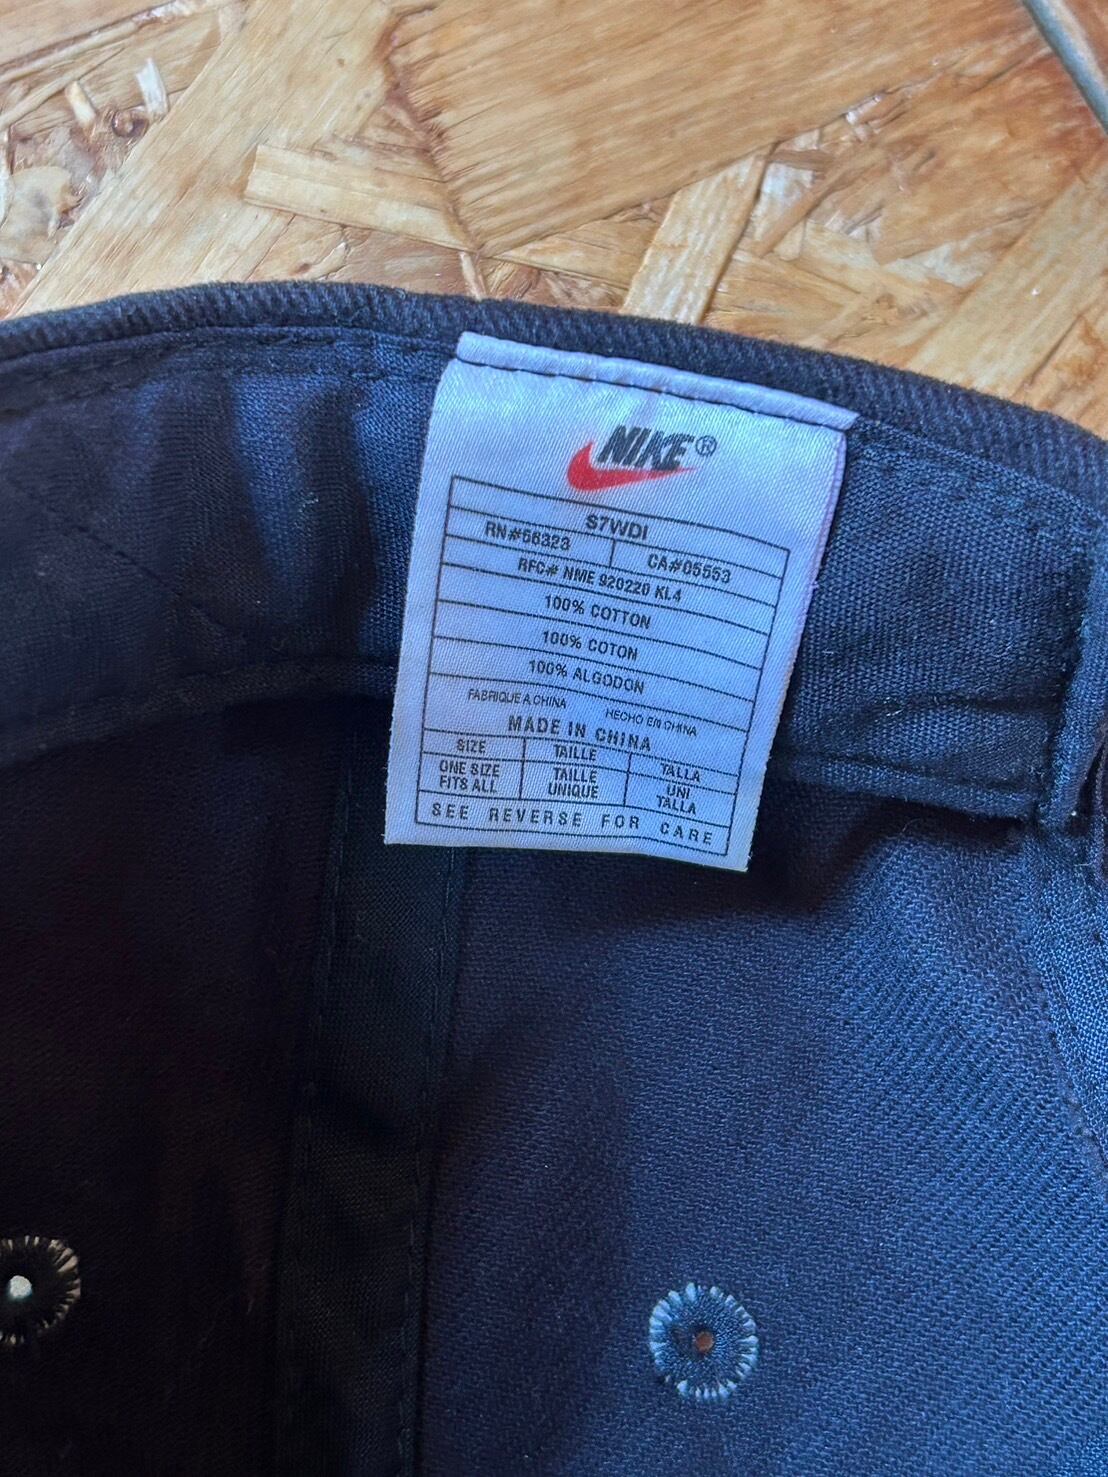 NIKE®
S7WDI
RN#56323 CA#05553
RFC# NME 920220 KL4
100% COTTON
100% COTON
100% ALGODON
FABRIQUE A CHINA HECHO EN CHINA
MADE IN CHINA
SIZE TAILLE TALLA
ONE SIZE FITS ALL TAILLE UNIQUE UNI TALLA
SEE REVERSE FOR CARE